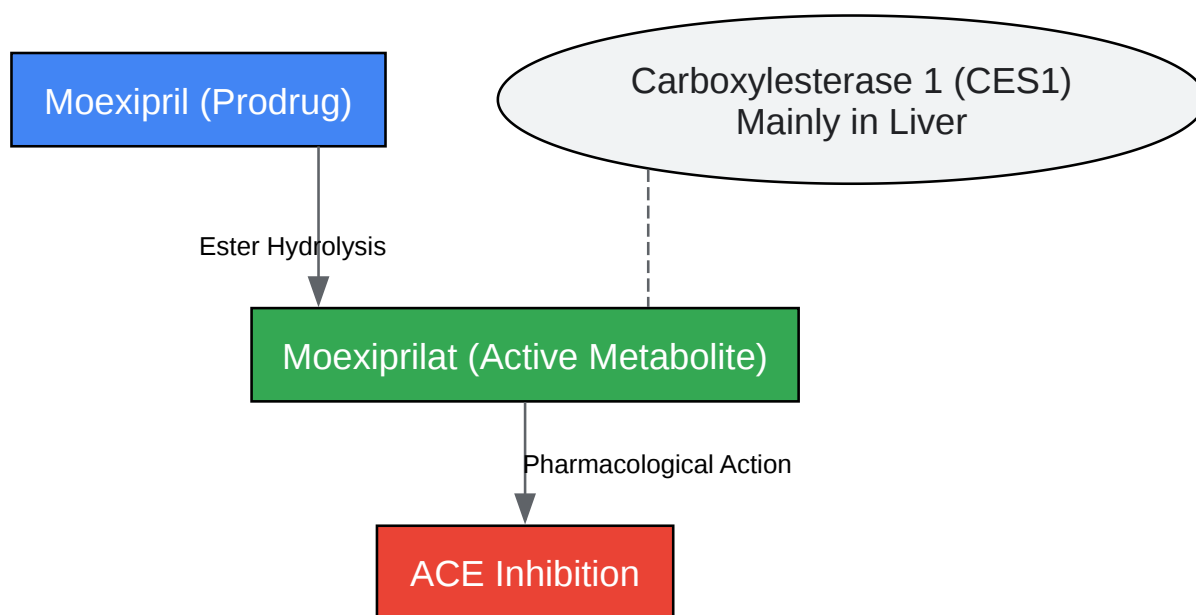 Moexipril (Prodrug)
Carboxylesterase 1 (CES1)
Mainly in Liver
Ester Hydrolysis
Moexiprilat (Active Metabolite)
Pharmacological Action
ACE Inhibition